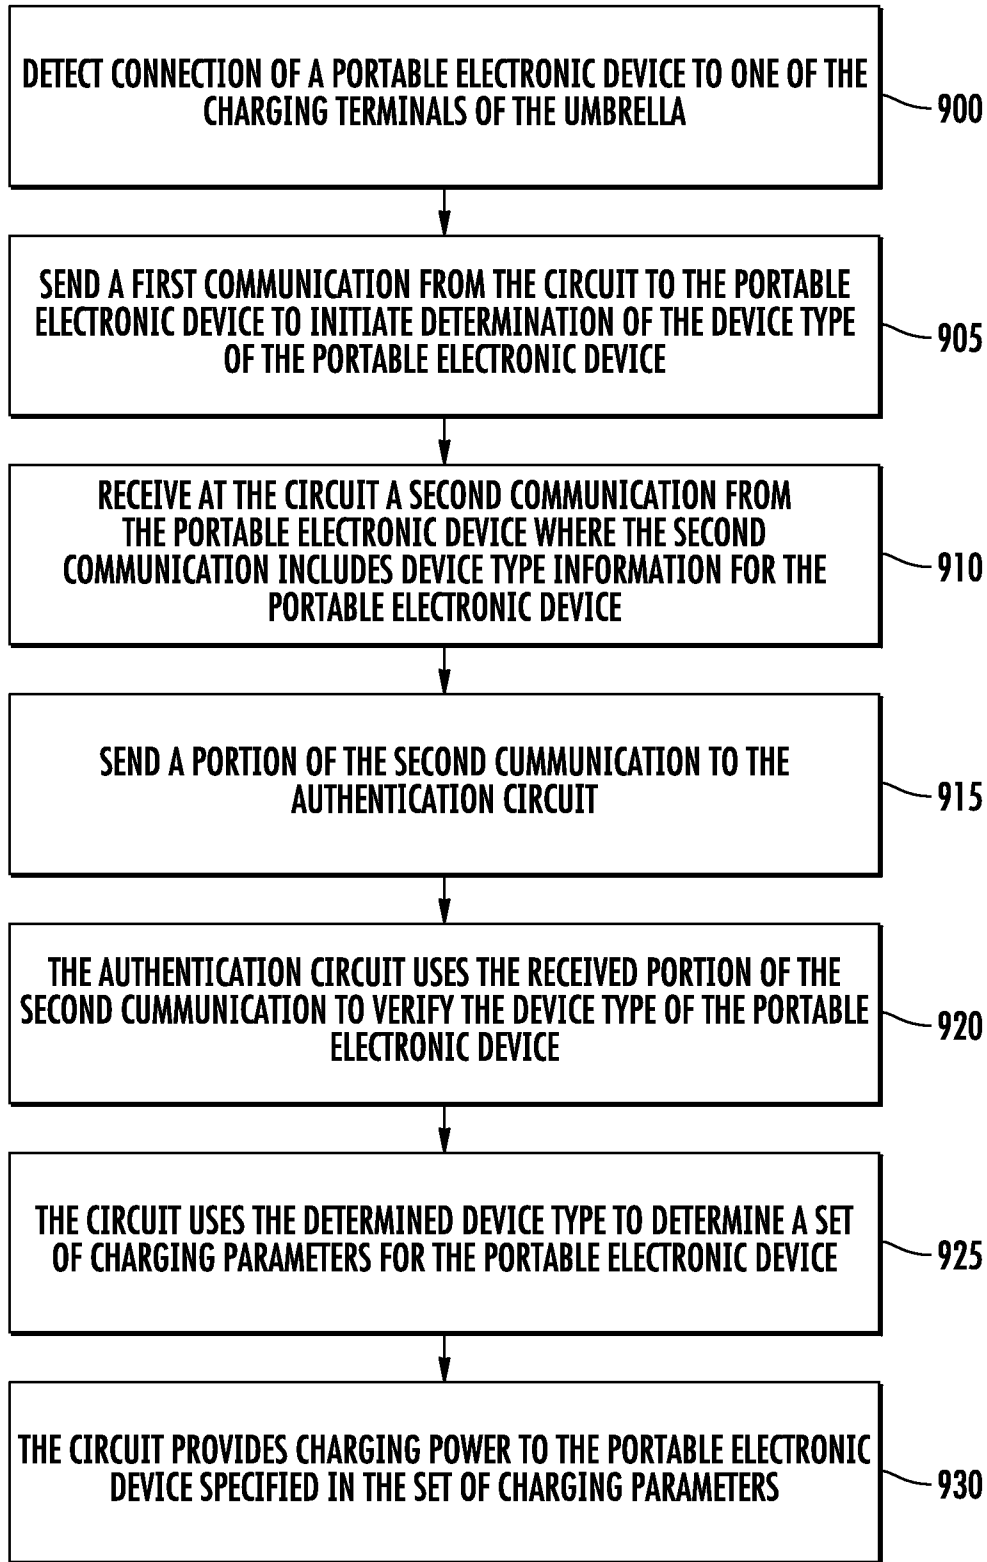 DETECT CONNECTION OF A PORTABLE ELECTRONIC DEVICE TO ONE OF THE
CHARGING TERMINALS OF THE UMBRELLA
900
SEND A FIRST COMMUNICATION FROM THE CIRCUIT TO THE PORTABLE
ELECTRONIC DEVICE TO INITIATE DETERMINATION OF THE DEVICE TYPE
OF THE PORTABLE ELECTRONIC DEVICE
905
RECEIVE AT THE CIRCUIT A SECOND COMMUNICATION FROM
THE PORTABLE ELECTRONIC DEVICE WHERE THE SECOND
COMMUNICATION INCLUDES DEVICE TYPE INFORMATION FOR THE
PORTABLE ELECTRONIC DEVICE
910
SEND A PORTION OF THE SECOND CUMMUNICATION TO THE
AUTHENTICATION CIRCUIT
915
THE AUTHENTICATION CIRCUIT USES THE RECEIVED PORTION OF THE
SECOND CUMMUNICATION TO VERIFY THE DEVICE TYPE OF THE PORTABLE
ELECTRONIC DEVICE
920
THE CIRCUIT USES THE DETERMINED DEVICE TYPE TO DETERMINE A SET
OF CHARGING PARAMETERS FOR THE PORTABLE ELECTRONIC DEVICE
925
THE CIRCUIT PROVIDES CHARGING POWER TO THE PORTABLE ELECTRONIC
DEVICE SPECIFIED IN THE SET OF CHARGING PARAMETERS
930